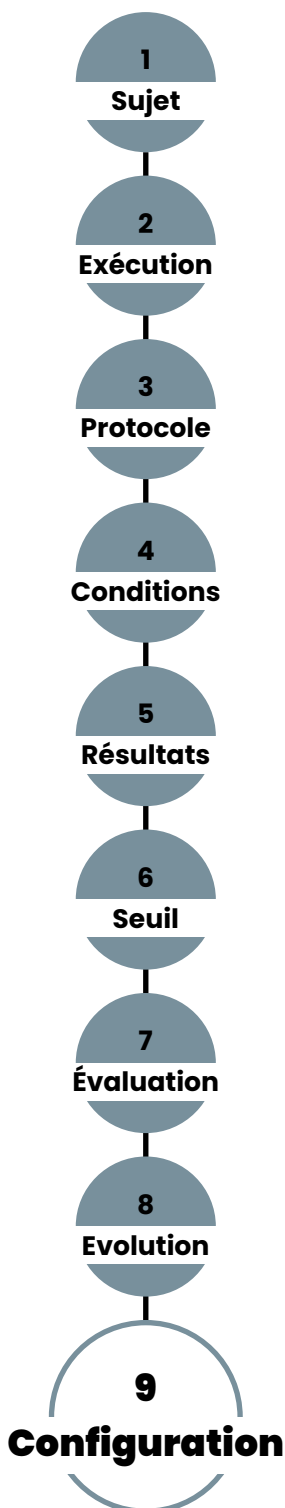 1
Sujet
2
Exécution
3
Protocole
4
Conditions
5
Résultats
6
Seuil
7
Évaluation
8
Evolution
9
Configuration